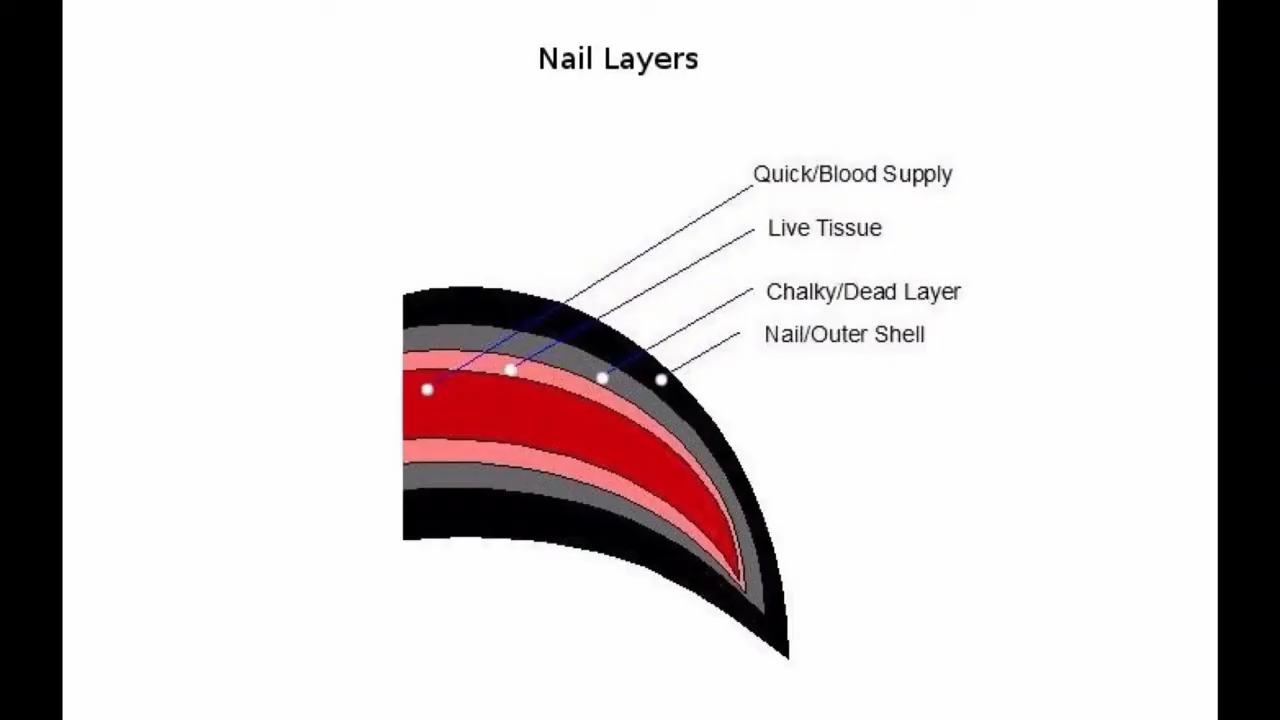 Nail Layers
Quick/Blood Supply
Live Tissue
Chalky/Dead Layer
Nail/Outer Shell